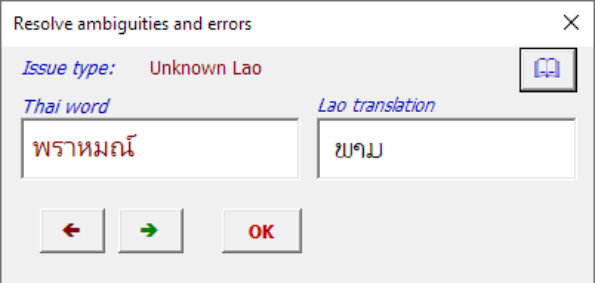 Resolve ambiguities and errors
Issue type: Unknown Lao
Thai word Lao translation
พราหมณ์ ພາມ
OK